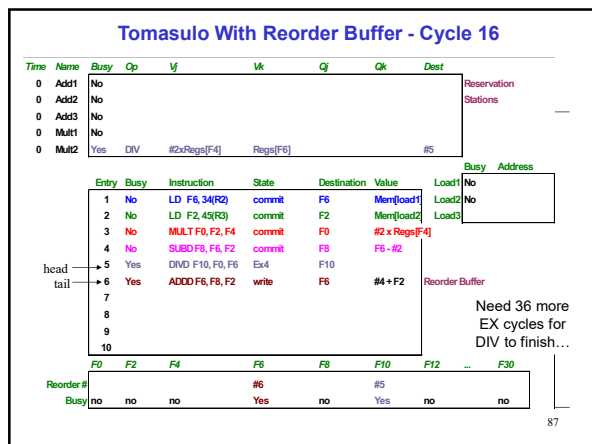 Tomasulo With Reorder Buffer - Cycle 16
Time Name Busy Op Vj Vk Qj Qk Dest
0 Add1 No Reservation
0 Add2 No Stations
0 Add3 No
0 Mult1 No
0 Mult2 Yes DIV #2xRegs[F4] Regs[F6] #5
Busy Address
Entry Busy Instruction State Destination Value Load1 No
1 No LD F6, 34(R2) commit F6 Mem[load1] Load2 No
2 No LD F2, 45(R3) commit F2 Mem[load2] Load3
3 No MULT F0, F2, F4 commit F0 #2 x Regs[F4]
4 No SUBD F8, F6, F2 commit F8 F6 - #2
head 5 Yes DIVD F10, F0, F6 Ex4 F10
tail 6 Yes ADDD F6, F8, F2 write F6 #4 + F2 Reorder Buffer
7
8
9
10
Need 36 more
EX cycles for
DIV to finish…
F0 F2 F4 F6 F8 F10 F12 ... F30
Reorder # #6 #5
Busy no no no Yes no Yes no no
87